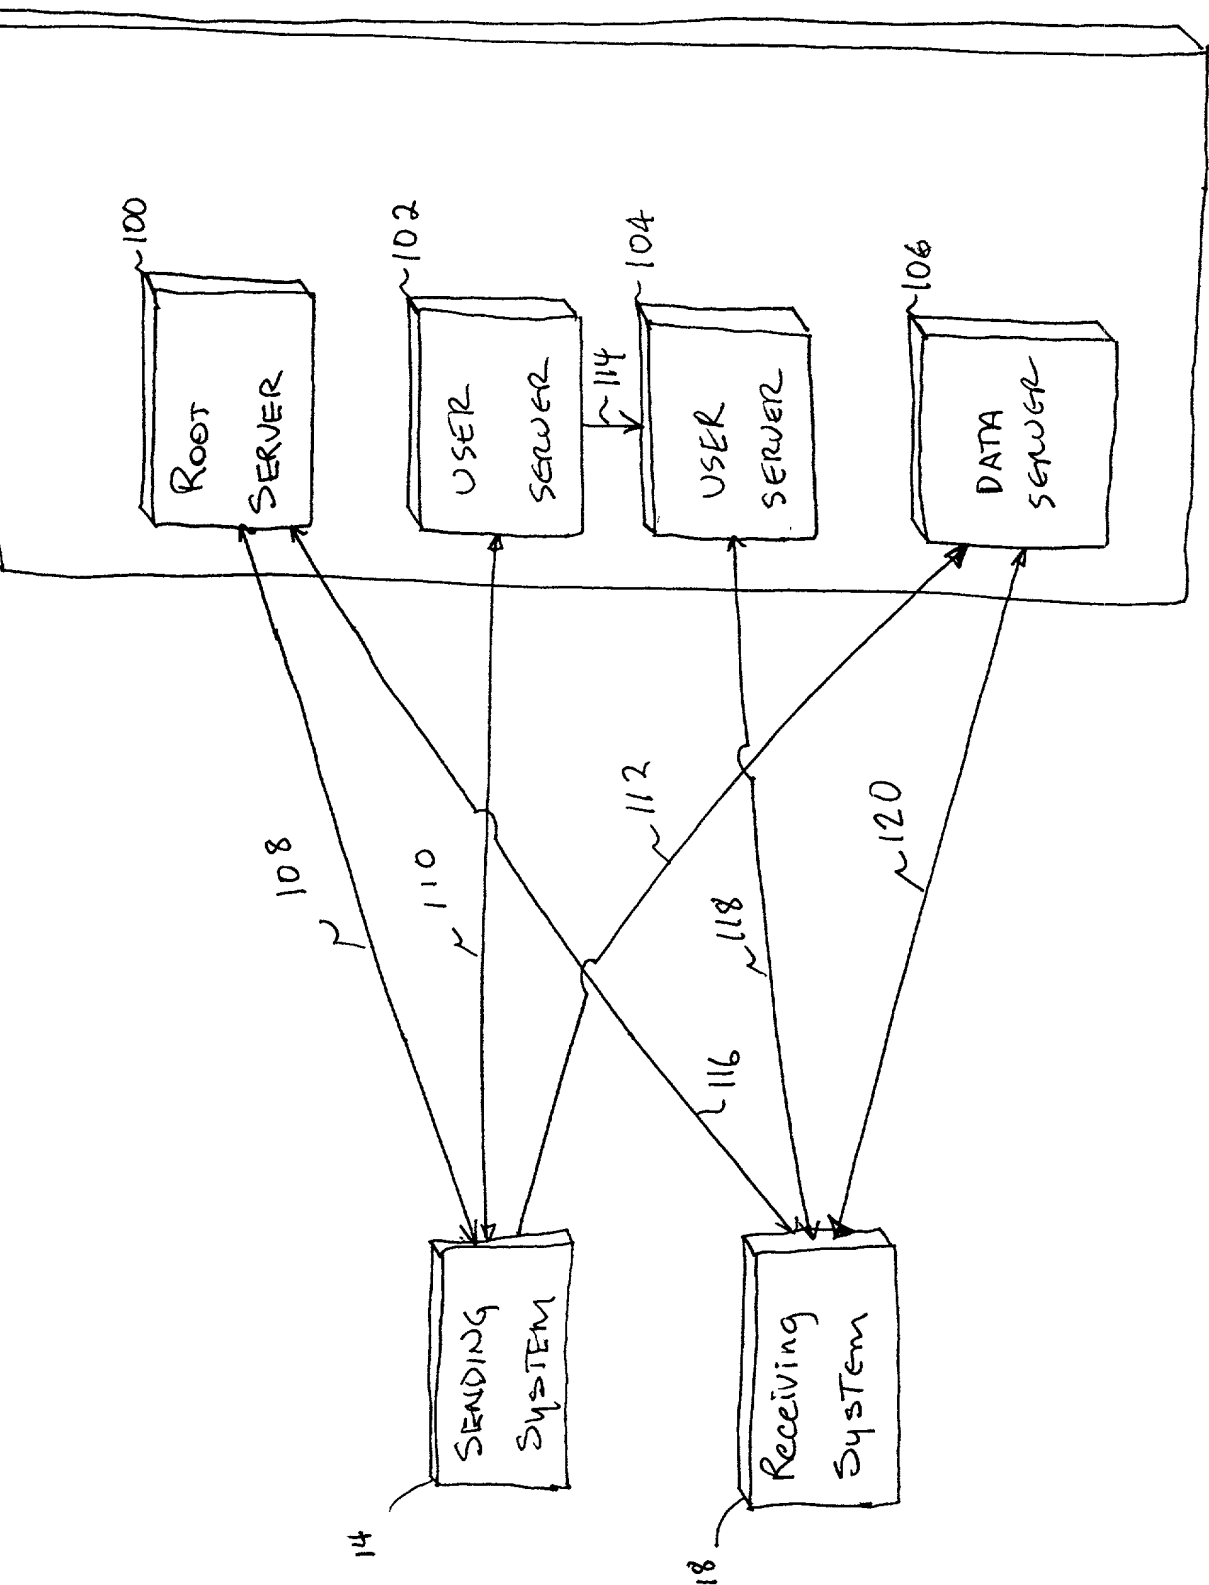 100
ROOT
SERVER
102
USER
SERVER
114
104
USER
SERVER
106
DATA
SERVER
108
110
112
118
120
116
14
SENDING
SYSTEM
18
Receiving
SYSTEm